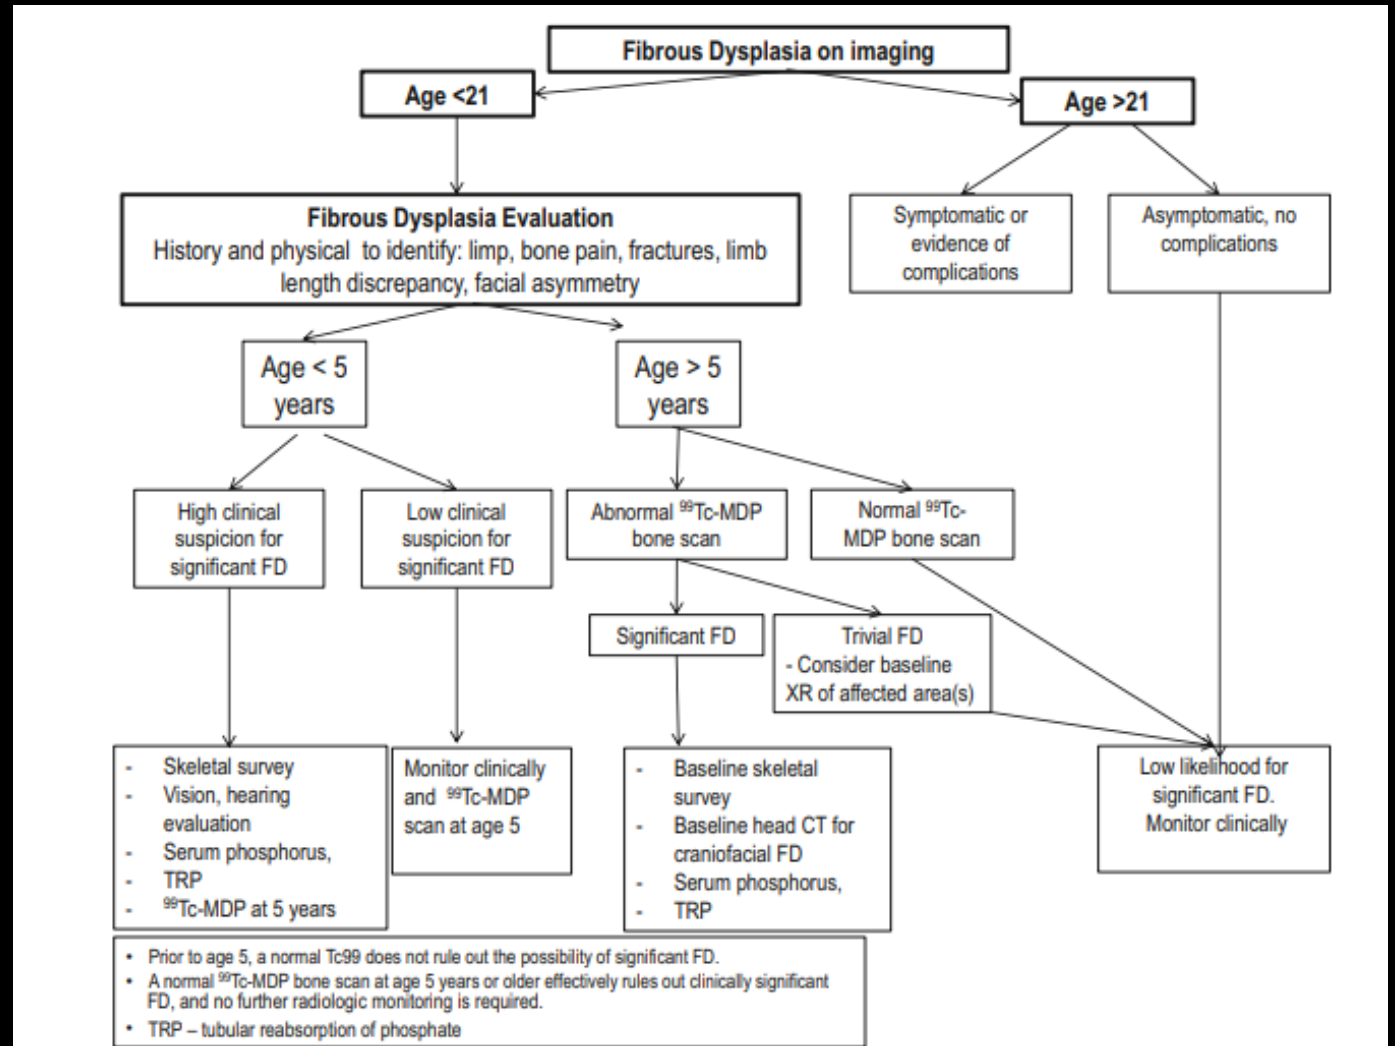 Fibrous Dysplasia on imaging
Age <21
Age >21
Fibrous Dysplasia Evaluation
History and physical to identify: limp, bone pain, fractures, limb
length discrepancy, facial asymmetry
Symptomatic or
evidence of
complications
Asymptomatic, no
complications
Age < 5
years
Age > 5
years
High clinical
suspicion for
significant FD
Low clinical
suspicion for
significant FD
Abnormal ⁹⁹Tc-MDP
bone scan
Normal ⁹⁹Tc-
MDP bone scan
Significant FD
Trivial FD
- Consider baseline
XR of affected area(s)
- Skeletal survey
- Vision, hearing
evaluation
- Serum phosphorus,
- TRP
- ⁹⁹Tc-MDP at 5 years
Monitor clinically
and ⁹⁹Tc-MDP
scan at age 5
- Baseline skeletal
survey
- Baseline head CT for
craniofacial FD
- Serum phosphorus,
- TRP
Low likelihood for
significant FD.
Monitor clinically
• Prior to age 5, a normal Tc99 does not rule out the possibility of significant FD.
• A normal ⁹⁹Tc-MDP bone scan at age 5 years or older effectively rules out clinically significant
FD, and no further radiologic monitoring is required.
• TRP – tubular reabsorption of phosphate